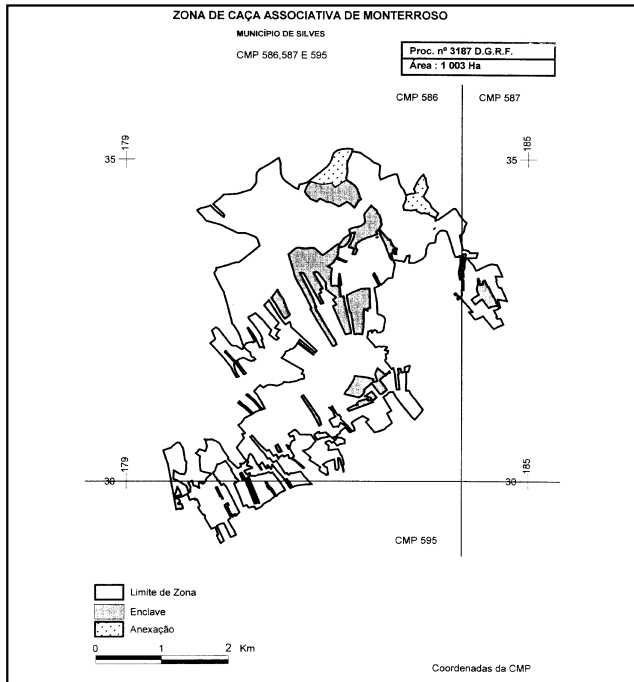 ZONA DE CAÇA ASSOCIATIVA DE MONTERROSO
MUNICÍPIO DE SILVES
CMP 586,587 E 595
Proc. nº 3187 D.G.R.F.
Área : 1 003 Ha
CMP 586
CMP 587
179
185
35
35
179
185
30
30
CMP 595
Limite de Zona
Enclave
Anexação
0 1 2 Km
Coordenadas da CMP